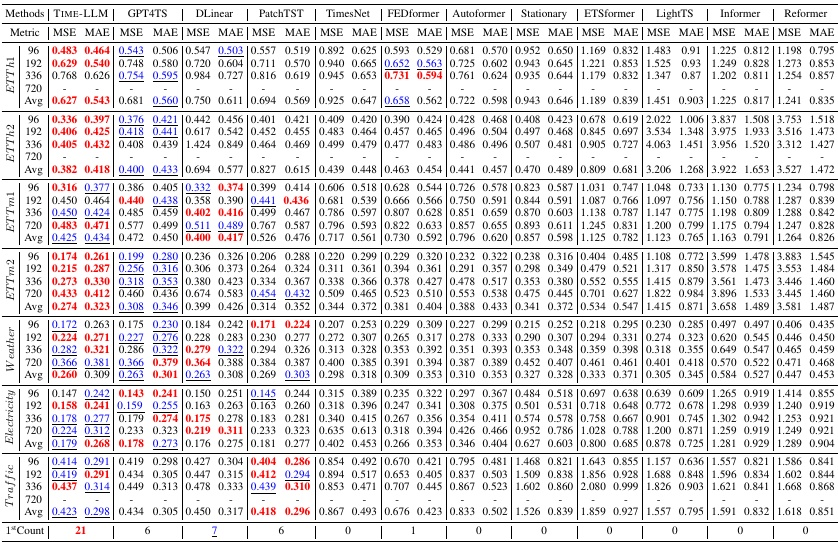 Methods TIME-LLM GPT4TS DLinear PatchTST TimesNet FEDformer Autoformer Stationary ETSformer LightTS Informer Reformer
Metric MSE MAE MSE MAE MSE MAE MSE MAE MSE MAE MSE MAE MSE MAE MSE MAE MSE MAE MSE MAE MSE MAE MSE MAE
ETTh1
96 0.483 0.464 0.543 0.506 0.547 0.503 0.557 0.519 0.892 0.625 0.593 0.529 0.681 0.570 0.952 0.650 1.169 0.832 1.483 0.91 1.225 0.812 1.198 0.795
192 0.629 0.540 0.748 0.580 0.720 0.604 0.711 0.570 0.940 0.665 0.652 0.563 0.725 0.602 0.943 0.645 1.221 0.853 1.525 0.93 1.249 0.828 1.273 0.853
336 0.768 0.626 0.754 0.595 0.984 0.727 0.816 0.619 0.945 0.653 0.731 0.594 0.761 0.624 0.935 0.644 1.179 0.832 1.347 0.87 1.202 0.811 1.254 0.857
720 - - - - - - - - - - - - - - - - - - - - - - - -
Avg 0.627 0.543 0.681 0.560 0.750 0.611 0.694 0.569 0.925 0.647 0.658 0.562 0.722 0.598 0.943 0.646 1.189 0.839 1.451 0.903 1.225 0.817 1.241 0.835
ETTh2
96 0.336 0.397 0.376 0.421 0.442 0.456 0.401 0.421 0.409 0.420 0.390 0.424 0.428 0.468 0.408 0.423 0.678 0.619 2.022 1.006 3.837 1.508 3.753 1.518
192 0.406 0.425 0.418 0.441 0.617 0.542 0.452 0.455 0.483 0.464 0.457 0.465 0.496 0.504 0.497 0.468 0.845 0.697 3.534 1.348 3.975 1.933 3.516 1.473
336 0.405 0.432 0.408 0.439 1.424 0.849 0.464 0.469 0.499 0.479 0.477 0.483 0.486 0.496 0.507 0.481 0.905 0.727 4.063 1.451 3.956 1.520 3.312 1.427
720 - - - - - - - - - - - - - - - - - - - - - - - -
Avg 0.382 0.418 0.400 0.433 0.694 0.577 0.827 0.615 0.439 0.448 0.463 0.454 0.441 0.457 0.470 0.489 0.809 0.681 3.206 1.268 3.922 1.653 3.527 1.472
ETTm1
96 0.316 0.377 0.386 0.405 0.332 0.374 0.399 0.414 0.606 0.518 0.628 0.544 0.726 0.578 0.823 0.587 1.031 0.747 1.048 0.733 1.130 0.775 1.234 0.798
192 0.450 0.464 0.440 0.438 0.358 0.390 0.441 0.436 0.681 0.539 0.666 0.566 0.750 0.591 0.844 0.591 1.087 0.766 1.097 0.756 1.150 0.788 1.287 0.839
336 0.450 0.424 0.485 0.459 0.402 0.416 0.499 0.467 0.786 0.597 0.807 0.628 0.851 0.659 0.870 0.603 1.138 0.787 1.147 0.775 1.198 0.809 1.288 0.842
720 0.483 0.471 0.577 0.499 0.511 0.489 0.767 0.587 0.796 0.593 0.822 0.633 0.857 0.655 0.893 0.611 1.245 0.831 1.200 0.799 1.175 0.794 1.247 0.828
Avg 0.425 0.434 0.472 0.450 0.400 0.417 0.526 0.476 0.717 0.561 0.730 0.592 0.796 0.620 0.857 0.598 1.125 0.782 1.123 0.765 1.163 0.791 1.264 0.826
ETTm2
96 0.174 0.261 0.199 0.280 0.236 0.326 0.206 0.288 0.220 0.299 0.229 0.320 0.232 0.322 0.238 0.316 0.404 0.485 1.108 0.772 3.599 1.478 3.883 1.545
192 0.215 0.287 0.256 0.316 0.306 0.373 0.264 0.324 0.311 0.361 0.394 0.361 0.291 0.357 0.298 0.349 0.479 0.521 1.317 0.850 3.578 1.475 3.553 1.484
336 0.273 0.330 0.318 0.353 0.380 0.423 0.334 0.367 0.338 0.366 0.378 0.427 0.478 0.517 0.353 0.380 0.552 0.555 1.415 0.879 3.561 1.473 3.446 1.460
720 0.433 0.412 0.460 0.436 0.674 0.583 0.454 0.432 0.509 0.465 0.523 0.510 0.553 0.538 0.475 0.445 0.701 0.627 1.822 0.984 3.896 1.533 3.445 1.460
Avg 0.274 0.323 0.308 0.346 0.399 0.426 0.314 0.352 0.344 0.372 0.381 0.404 0.388 0.433 0.341 0.372 0.534 0.547 1.415 0.871 3.658 1.489 3.581 1.487
Weather
96 0.172 0.263 0.175 0.230 0.184 0.242 0.171 0.224 0.207 0.253 0.229 0.309 0.227 0.299 0.215 0.252 0.218 0.295 0.230 0.285 0.497 0.497 0.406 0.435
192 0.224 0.271 0.227 0.276 0.228 0.283 0.230 0.277 0.272 0.307 0.265 0.317 0.278 0.333 0.290 0.307 0.294 0.331 0.274 0.323 0.620 0.545 0.446 0.450
336 0.282 0.321 0.286 0.322 0.279 0.322 0.294 0.326 0.313 0.328 0.353 0.392 0.351 0.393 0.353 0.348 0.359 0.398 0.318 0.355 0.649 0.547 0.465 0.459
720 0.366 0.381 0.366 0.379 0.364 0.388 0.384 0.387 0.400 0.385 0.391 0.394 0.387 0.389 0.452 0.407 0.461 0.461 0.401 0.418 0.570 0.522 0.471 0.468
Avg 0.260 0.309 0.263 0.301 0.263 0.308 0.269 0.303 0.298 0.318 0.309 0.353 0.310 0.353 0.327 0.328 0.333 0.371 0.305 0.345 0.584 0.527 0.447 0.453
Electricity
96 0.147 0.242 0.143 0.241 0.150 0.251 0.145 0.244 0.315 0.389 0.235 0.322 0.297 0.367 0.484 0.518 0.697 0.638 0.639 0.609 1.265 0.919 1.414 0.855
192 0.158 0.241 0.159 0.255 0.163 0.263 0.163 0.260 0.318 0.396 0.247 0.341 0.308 0.375 0.501 0.531 0.718 0.648 0.772 0.678 1.298 0.939 1.240 0.919
336 0.178 0.277 0.179 0.274 0.175 0.278 0.183 0.281 0.340 0.415 0.267 0.356 0.354 0.411 0.574 0.578 0.758 0.667 0.901 0.745 1.302 0.942 1.253 0.921
720 0.224 0.312 0.233 0.323 0.219 0.311 0.233 0.323 0.635 0.613 0.318 0.394 0.426 0.466 0.952 0.786 1.028 0.788 1.200 0.871 1.259 0.919 1.249 0.921
Avg 0.179 0.268 0.178 0.273 0.176 0.275 0.181 0.277 0.402 0.453 0.266 0.353 0.346 0.404 0.627 0.603 0.800 0.685 0.878 0.725 1.281 0.929 1.289 0.904
Traffic
96 0.414 0.291 0.419 0.298 0.427 0.304 0.404 0.286 0.854 0.492 0.670 0.421 0.795 0.481 1.468 0.821 1.643 0.855 1.157 0.636 1.557 0.821 1.586 0.841
192 0.419 0.291 0.434 0.305 0.447 0.315 0.412 0.294 0.894 0.517 0.653 0.405 0.837 0.503 1.509 0.838 1.856 0.928 1.688 0.848 1.596 0.834 1.602 0.844
336 0.437 0.314 0.449 0.313 0.478 0.333 0.439 0.310 0.853 0.471 0.707 0.445 0.867 0.523 1.602 0.860 2.080 0.999 1.826 0.903 1.621 0.841 1.668 0.868
720 - - - - - - - - - - - - - - - - - - - - - - - -
Avg 0.423 0.298 0.434 0.305 0.450 0.317 0.418 0.296 0.867 0.493 0.676 0.423 0.833 0.502 1.526 0.839 1.859 0.927 1.557 0.795 1.591 0.832 1.618 0.851
1stCount 21 6 7 6 0 1 0 0 0 0 0 0